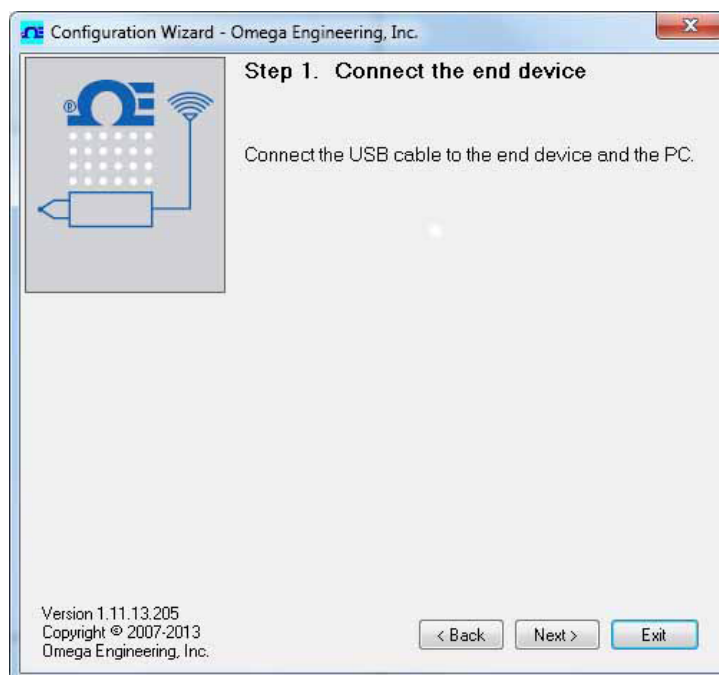 Configuration Wizard - Omega Engineering, Inc.
Step 1. Connect the end device
Connect the USB cable to the end device and the PC.
Version 1.11.13.205
Copyright © 2007-2013
Omega Engineering, Inc.
< Back Next > Exit